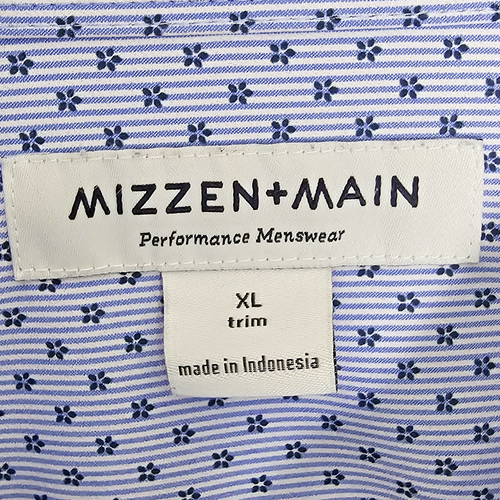 MIZZEN+MAIN
Performance Menswear
XL
trim
made in Indonesia